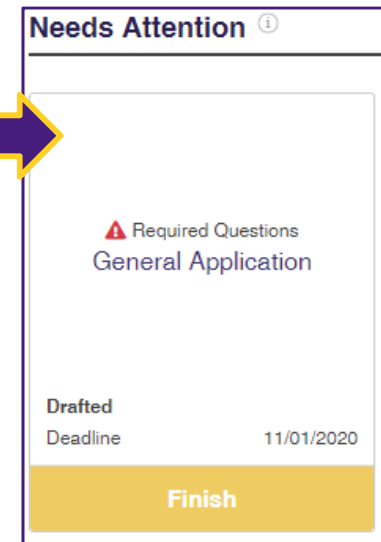 Needs Attention
Required Questions
General Application
Drafted
Deadline 11/01/2020
Finish